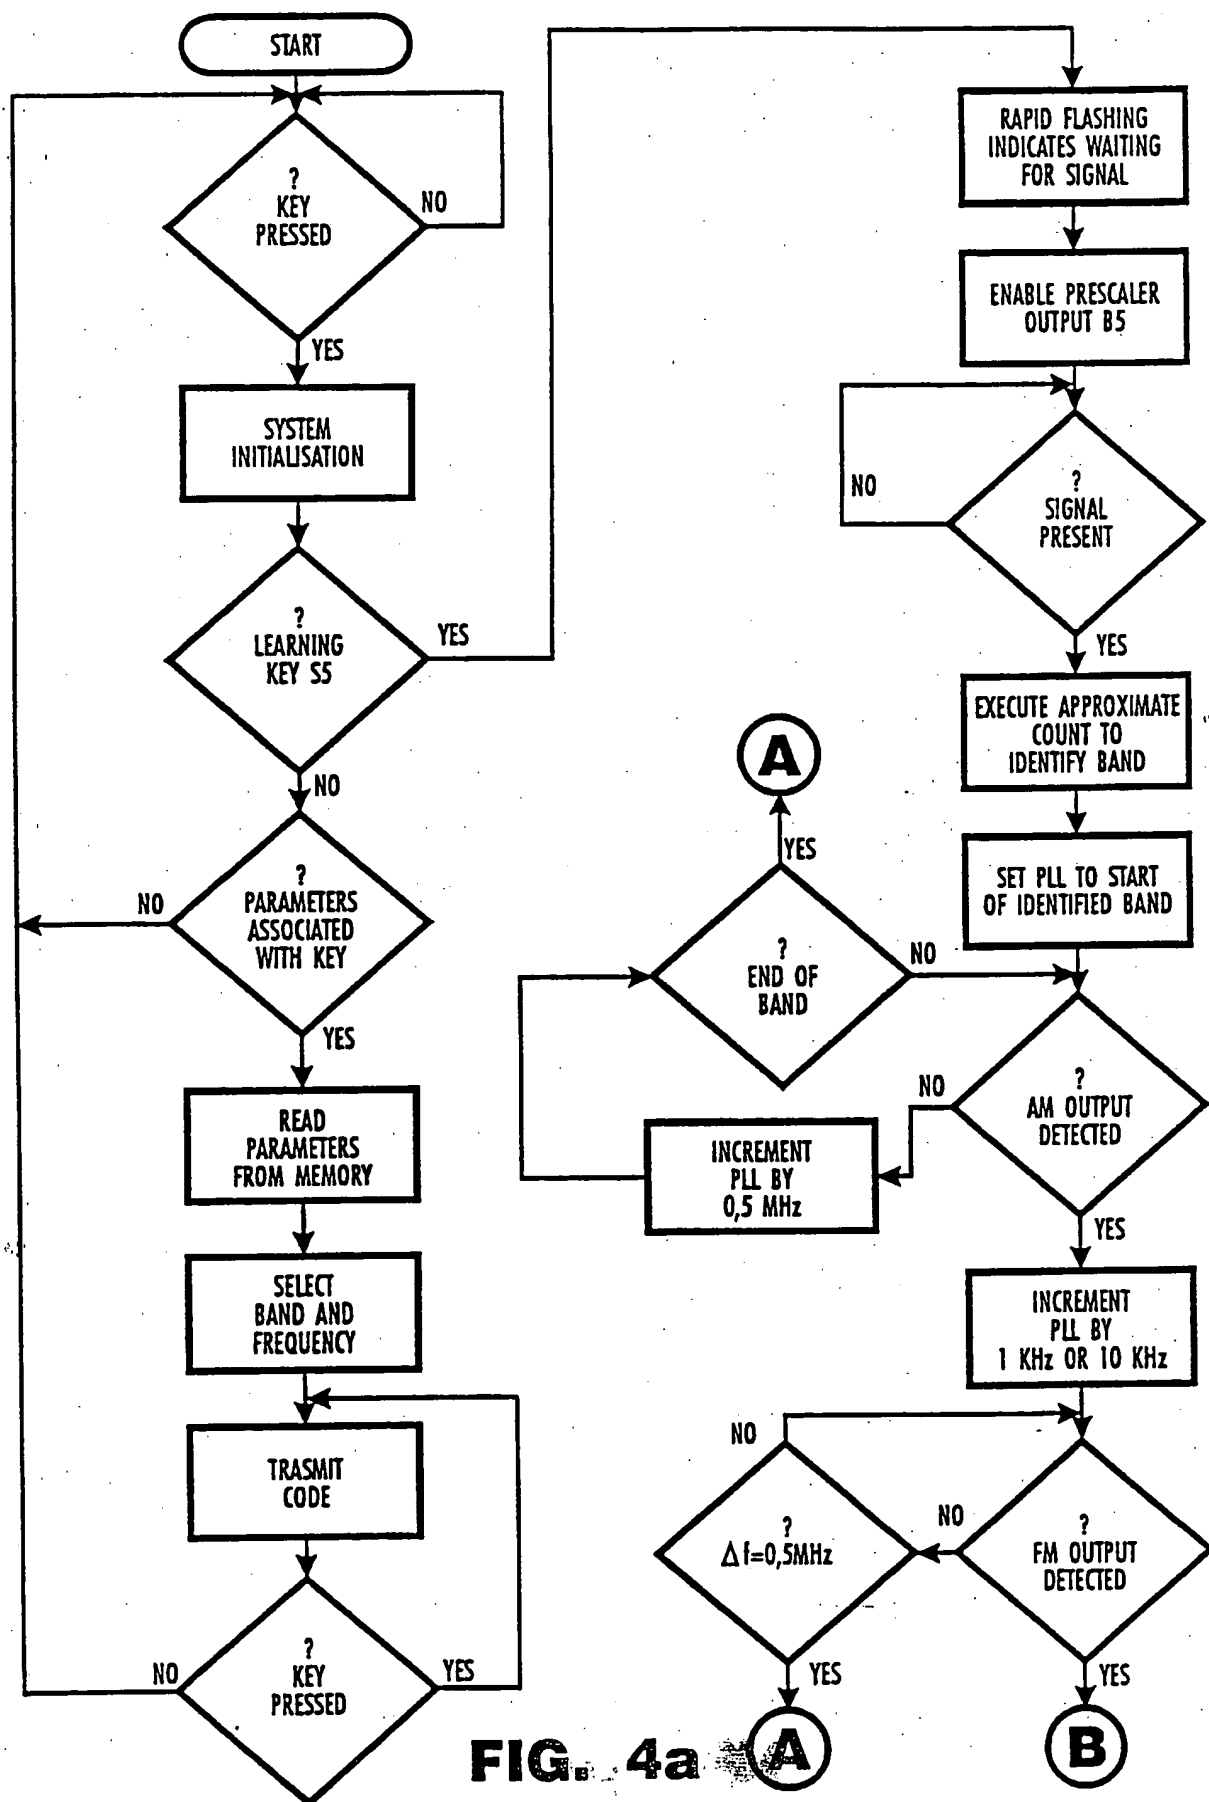 START
?
KEY
PRESSED
NO
YES
SYSTEM
INITIALISATION
?
LEARNING
KEY S5
YES
NO
?
PARAMETERS
ASSOCIATED
WITH KEY
NO
YES
READ
PARAMETERS
FROM MEMORY
SELECT
BAND AND
FREQUENCY
TRASMIT
CODE
?
KEY
PRESSED
NO
YES
RAPID FLASHING
INDICATES WAITING
FOR SIGNAL
ENABLE PRESCALER
OUTPUT B5
?
SIGNAL
PRESENT
NO
YES
EXECUTE APPROXIMATE
COUNT TO
IDENTIFY BAND
SET PLL TO START
OF IDENTIFIED BAND
A
YES
?
END OF
BAND
NO
?
AM OUTPUT
DETECTED
NO
INCREMENT
PLL BY
0,5 MHz
YES
INCREMENT
PLL BY
1 KHz OR 10 KHz
NO
?
Δf=0,5MHz
NO
?
FM OUTPUT
DETECTED
YES
YES
A
B
FIG. 4a